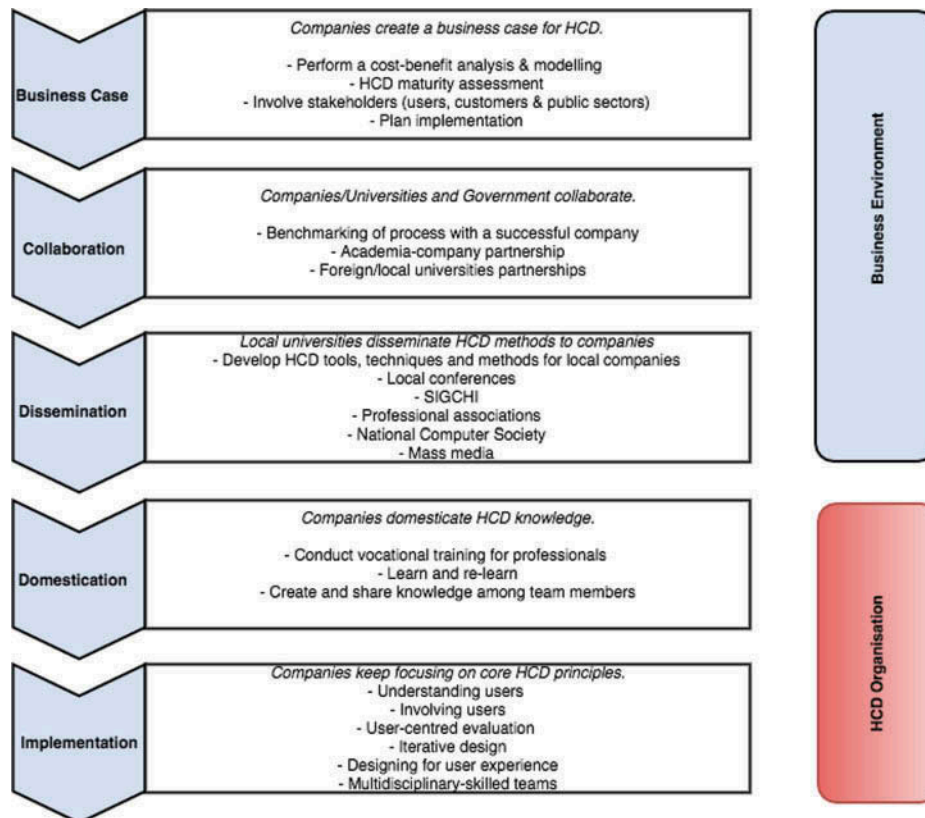 Business Case
Companies create a business case for HCD.
- Perform a cost-benefit analysis & modelling
- HCD maturity assessment
- Involve stakeholders (users, customers & public sectors)
- Plan implementation
Collaboration
Companies/Universities and Government collaborate.
- Benchmarking of process with a successful company
- Academia-company partnership
- Foreign/local universities partnerships
Dissemination
Local universities disseminate HCD methods to companies
- Develop HCD tools, techniques and methods for local companies
- Local conferences
- SIGCHI
- Professional associations
- National Computer Society
- Mass media
Domestication
Companies domesticate HCD knowledge.
- Conduct vocational training for professionals
- Learn and re-learn
- Create and share knowledge among team members
Implementation
Companies keep focusing on core HCD principles.
- Understanding users
- Involving users
- User-centred evaluation
- Iterative design
- Designing for user experience
- Multidisciplinary-skilled teams
Business Environment
HCD Organisation